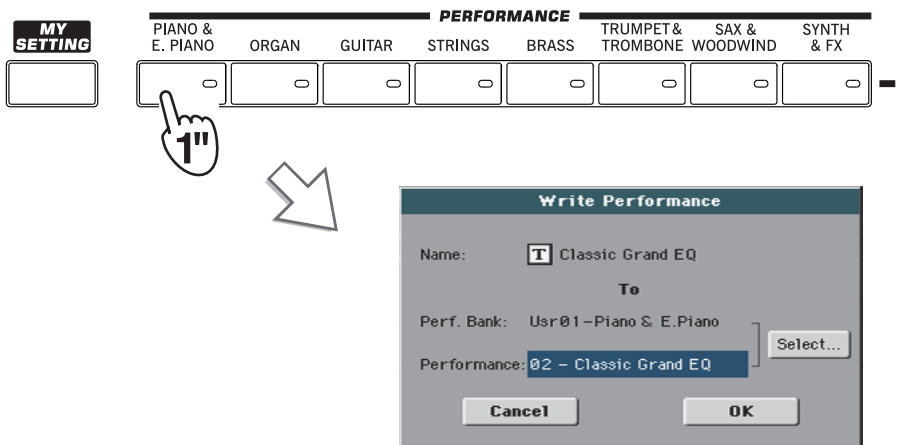 PERFORMANCE
MY SETTING
PIANO & E. PIANO
ORGAN
GUITAR
STRINGS
BRASS
TRUMPET & TROMBONE
SAX & WOODWIND
SYNTH & FX
1"
Write Performance
Name: T Classic Grand EQ
To
Perf. Bank: Usr01-Piano & E.Piano
Select...
Performance: 02 - Classic Grand EQ
Cancel OK